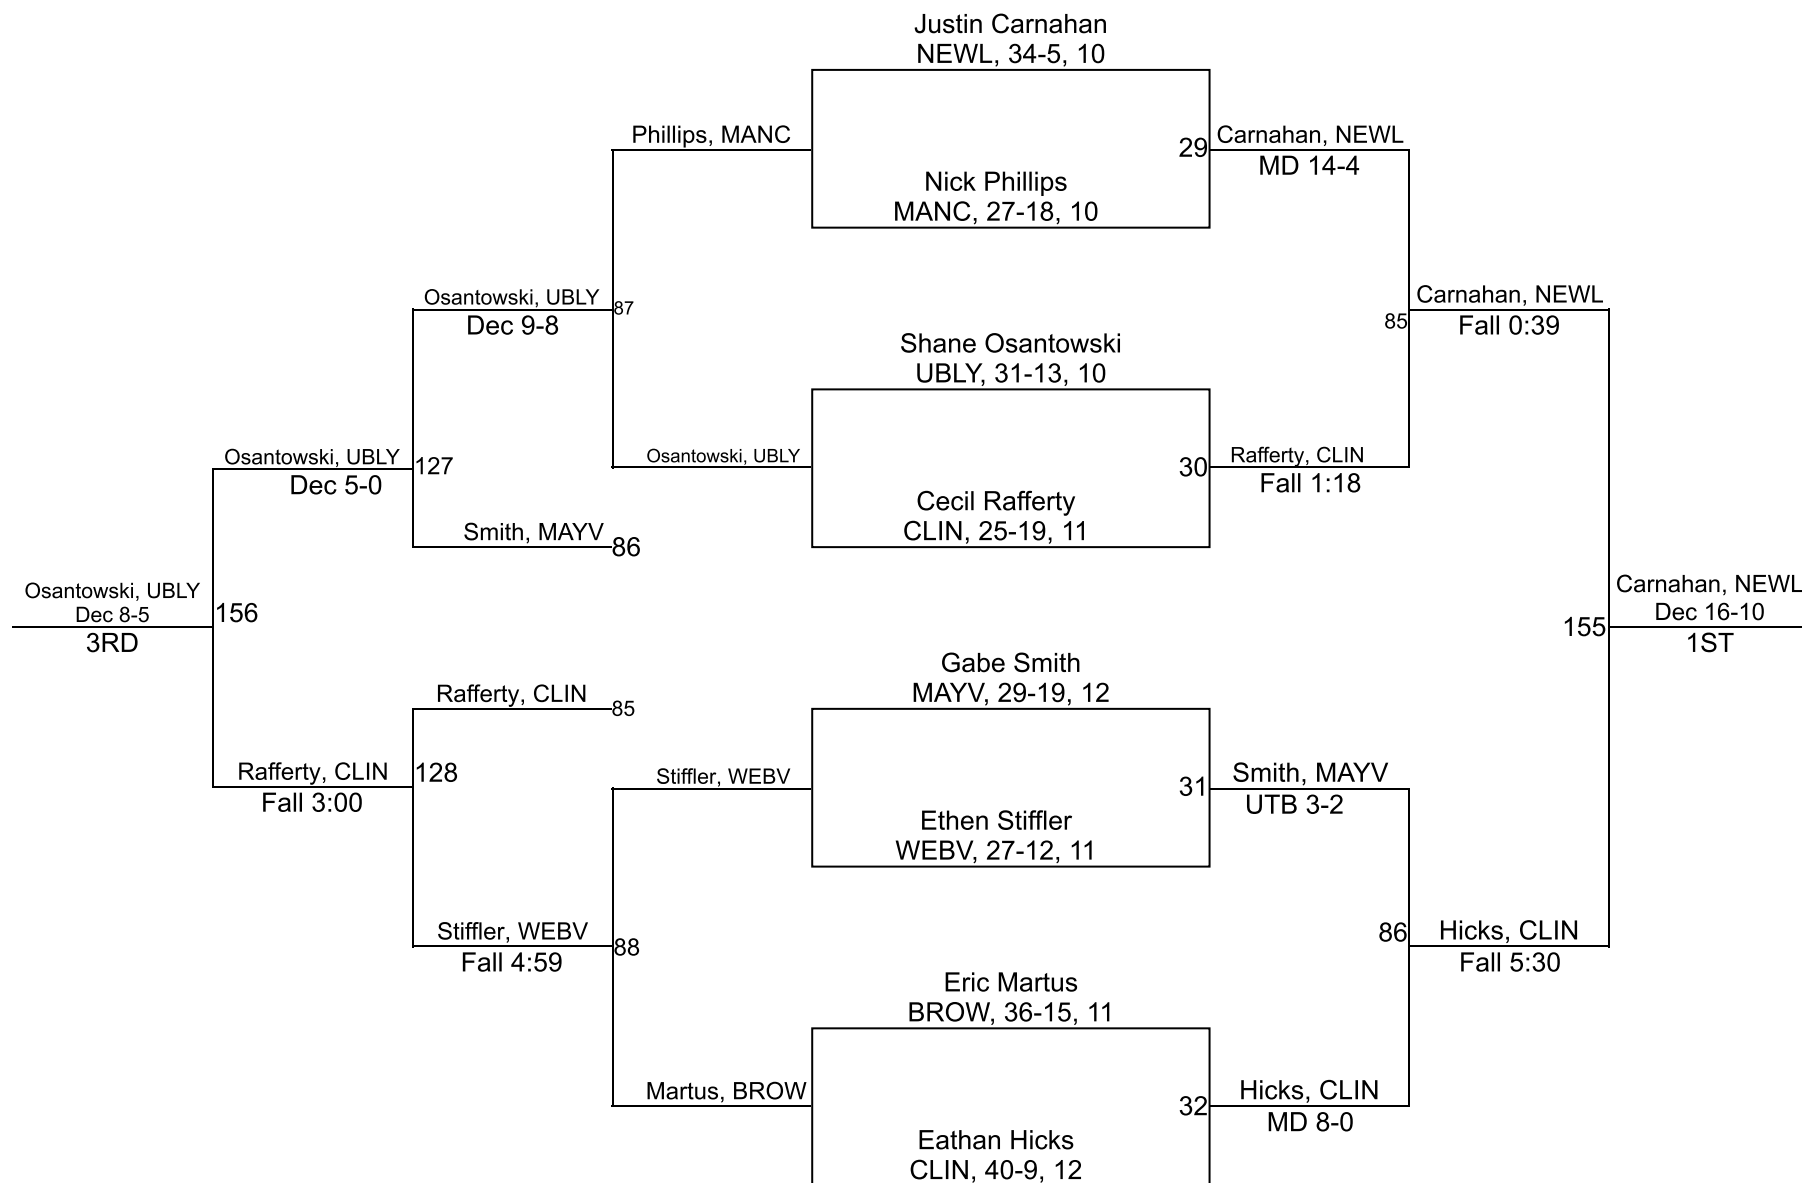 Justin Carnahan
NEWL, 34-5, 10
Phillips, MANC
29
Carnahan, NEWL
MD 14-4
Nick Phillips
MANC, 27-18, 10
Osantowski, UBLY
Dec 9-8
87
85
Carnahan, NEWL
Fall 0:39
Shane Osantowski
UBLY, 31-13, 10
Osantowski, UBLY
Dec 5-0
127
Osantowski, UBLY
30
Rafferty, CLIN
Fall 1:18
Cecil Rafferty
CLIN, 25-19, 11
Smith, MAYV
86
Osantowski, UBLY
Dec 8-5
3RD
156
155
Carnahan, NEWL
Dec 16-10
1ST
Gabe Smith
MAYV, 29-19, 12
Rafferty, CLIN
85
Rafferty, CLIN
Fall 3:00
128
Stiffler, WEBV
31
Smith, MAYV
UTB 3-2
Ethen Stiffler
WEBV, 27-12, 11
Stiffler, WEBV
Fall 4:59
88
86
Hicks, CLIN
Fall 5:30
Eric Martus
BROW, 36-15, 11
Martus, BROW
32
Hicks, CLIN
MD 8-0
Eathan Hicks
CLIN, 40-9, 12